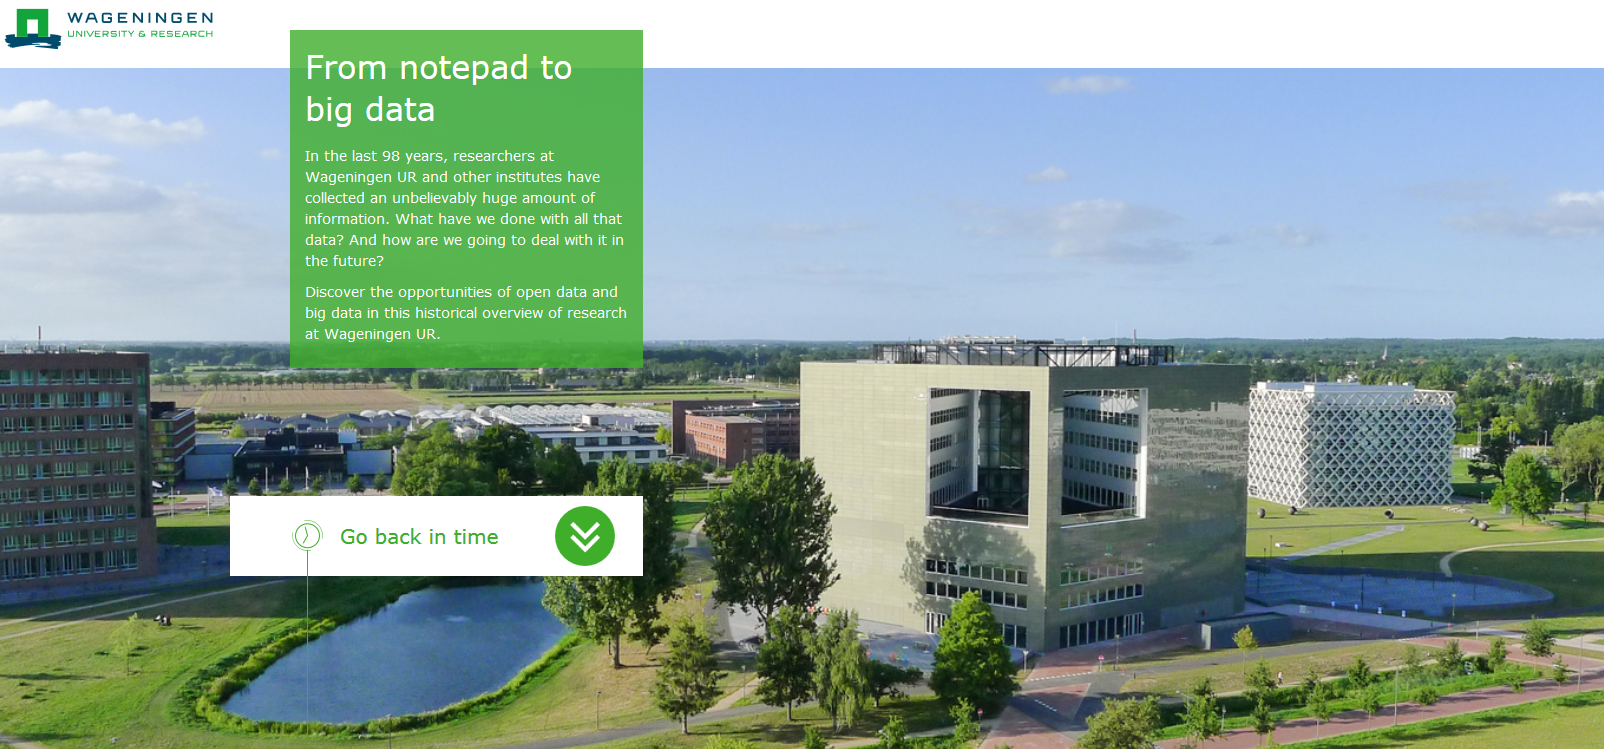 WAGENINGEN
UNIVERSITY & RESEARCH
From notepad to
big data
In the last 98 years, researchers at
Wageningen UR and other institutes have
collected an unbelievably huge amount of
information. What have we done with all that
data? And how are we going to deal with it in
the future?
Discover the opportunities of open data and
big data in this historical overview of research
at Wageningen UR.
Go back in time